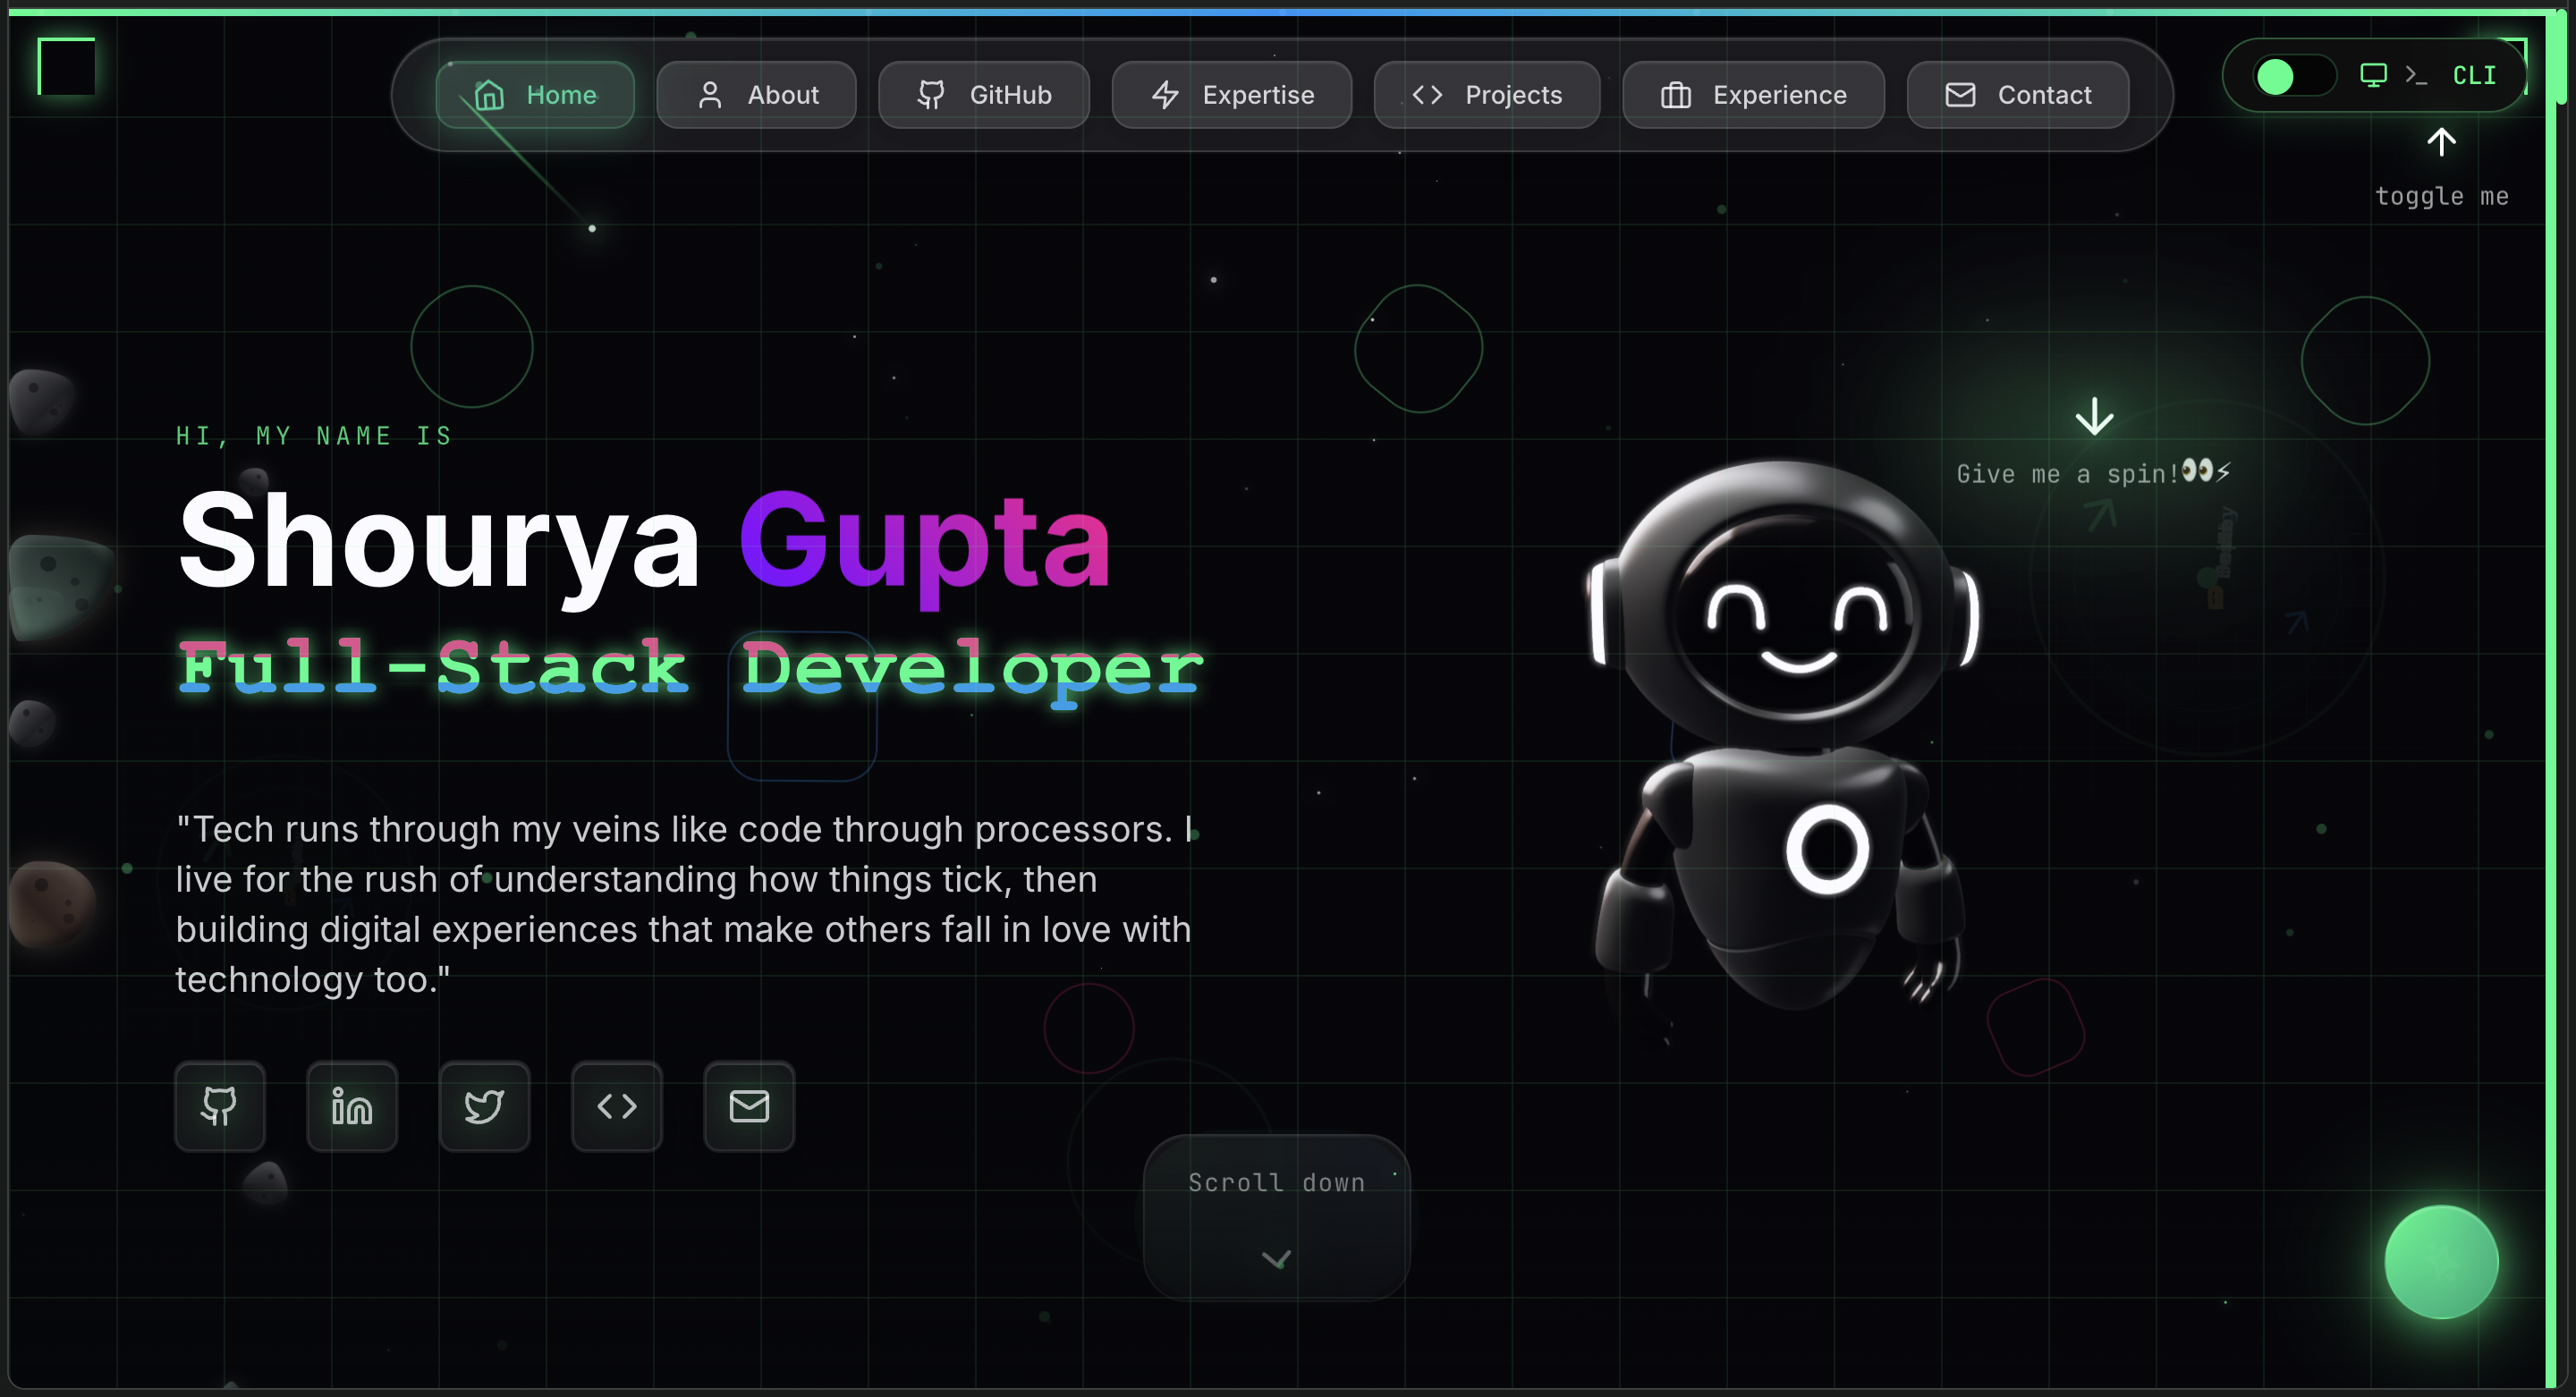 Home
About
GitHub
Expertise
Projects
Experience
Contact
CLI
toggle me
HI, MY NAME IS
Shourya Gupta
Full-Stack Developer
"Tech runs through my veins like code through processors. I
live for the rush of understanding how things tick, then
building digital experiences that make others fall in love with
technology too."
Give me a spin!👀⚡
Scroll down